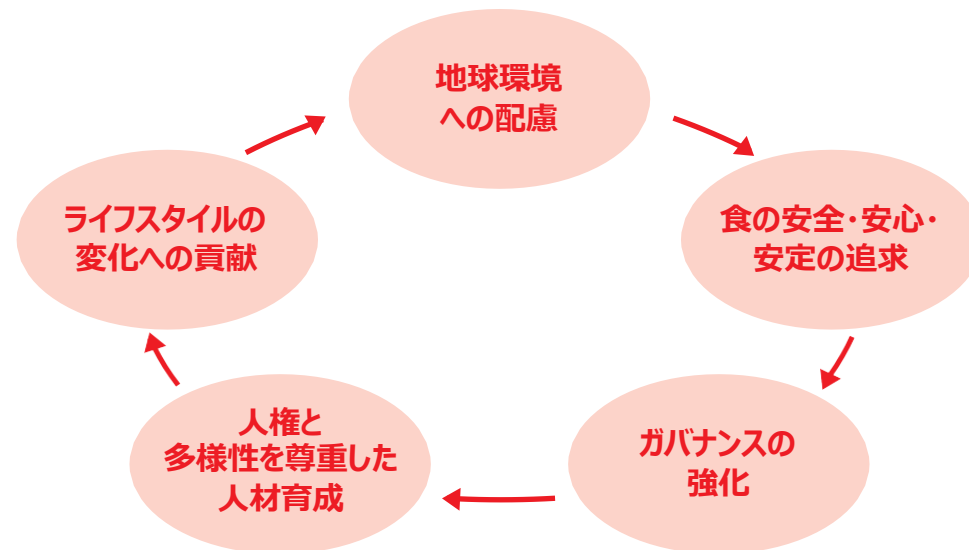 地球環境
への配慮
食の安全・安心・
安定の追求
ガバナンスの
強化
人権と
多様性を尊重した
人材育成
ライフスタイルの
変化への貢献